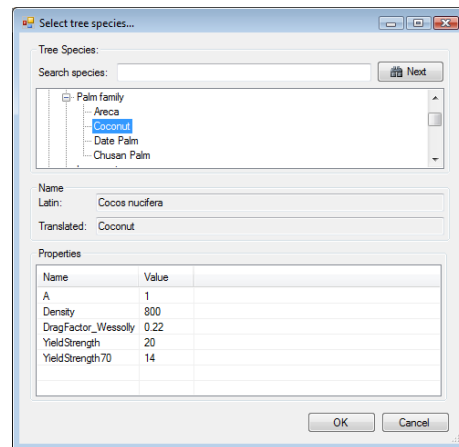 Select tree species...
Tree Species:
Search species:
Next
Palm family
Areca
Coconut
Date Palm
Chusan Palm
Name
Latin: Cocos nucifera
Translated: Coconut
Properties
Name Value
A 1
Density 800
DragFactor_Wessolly 0.22
YieldStrength 20
YieldStrength70 14
OK Cancel